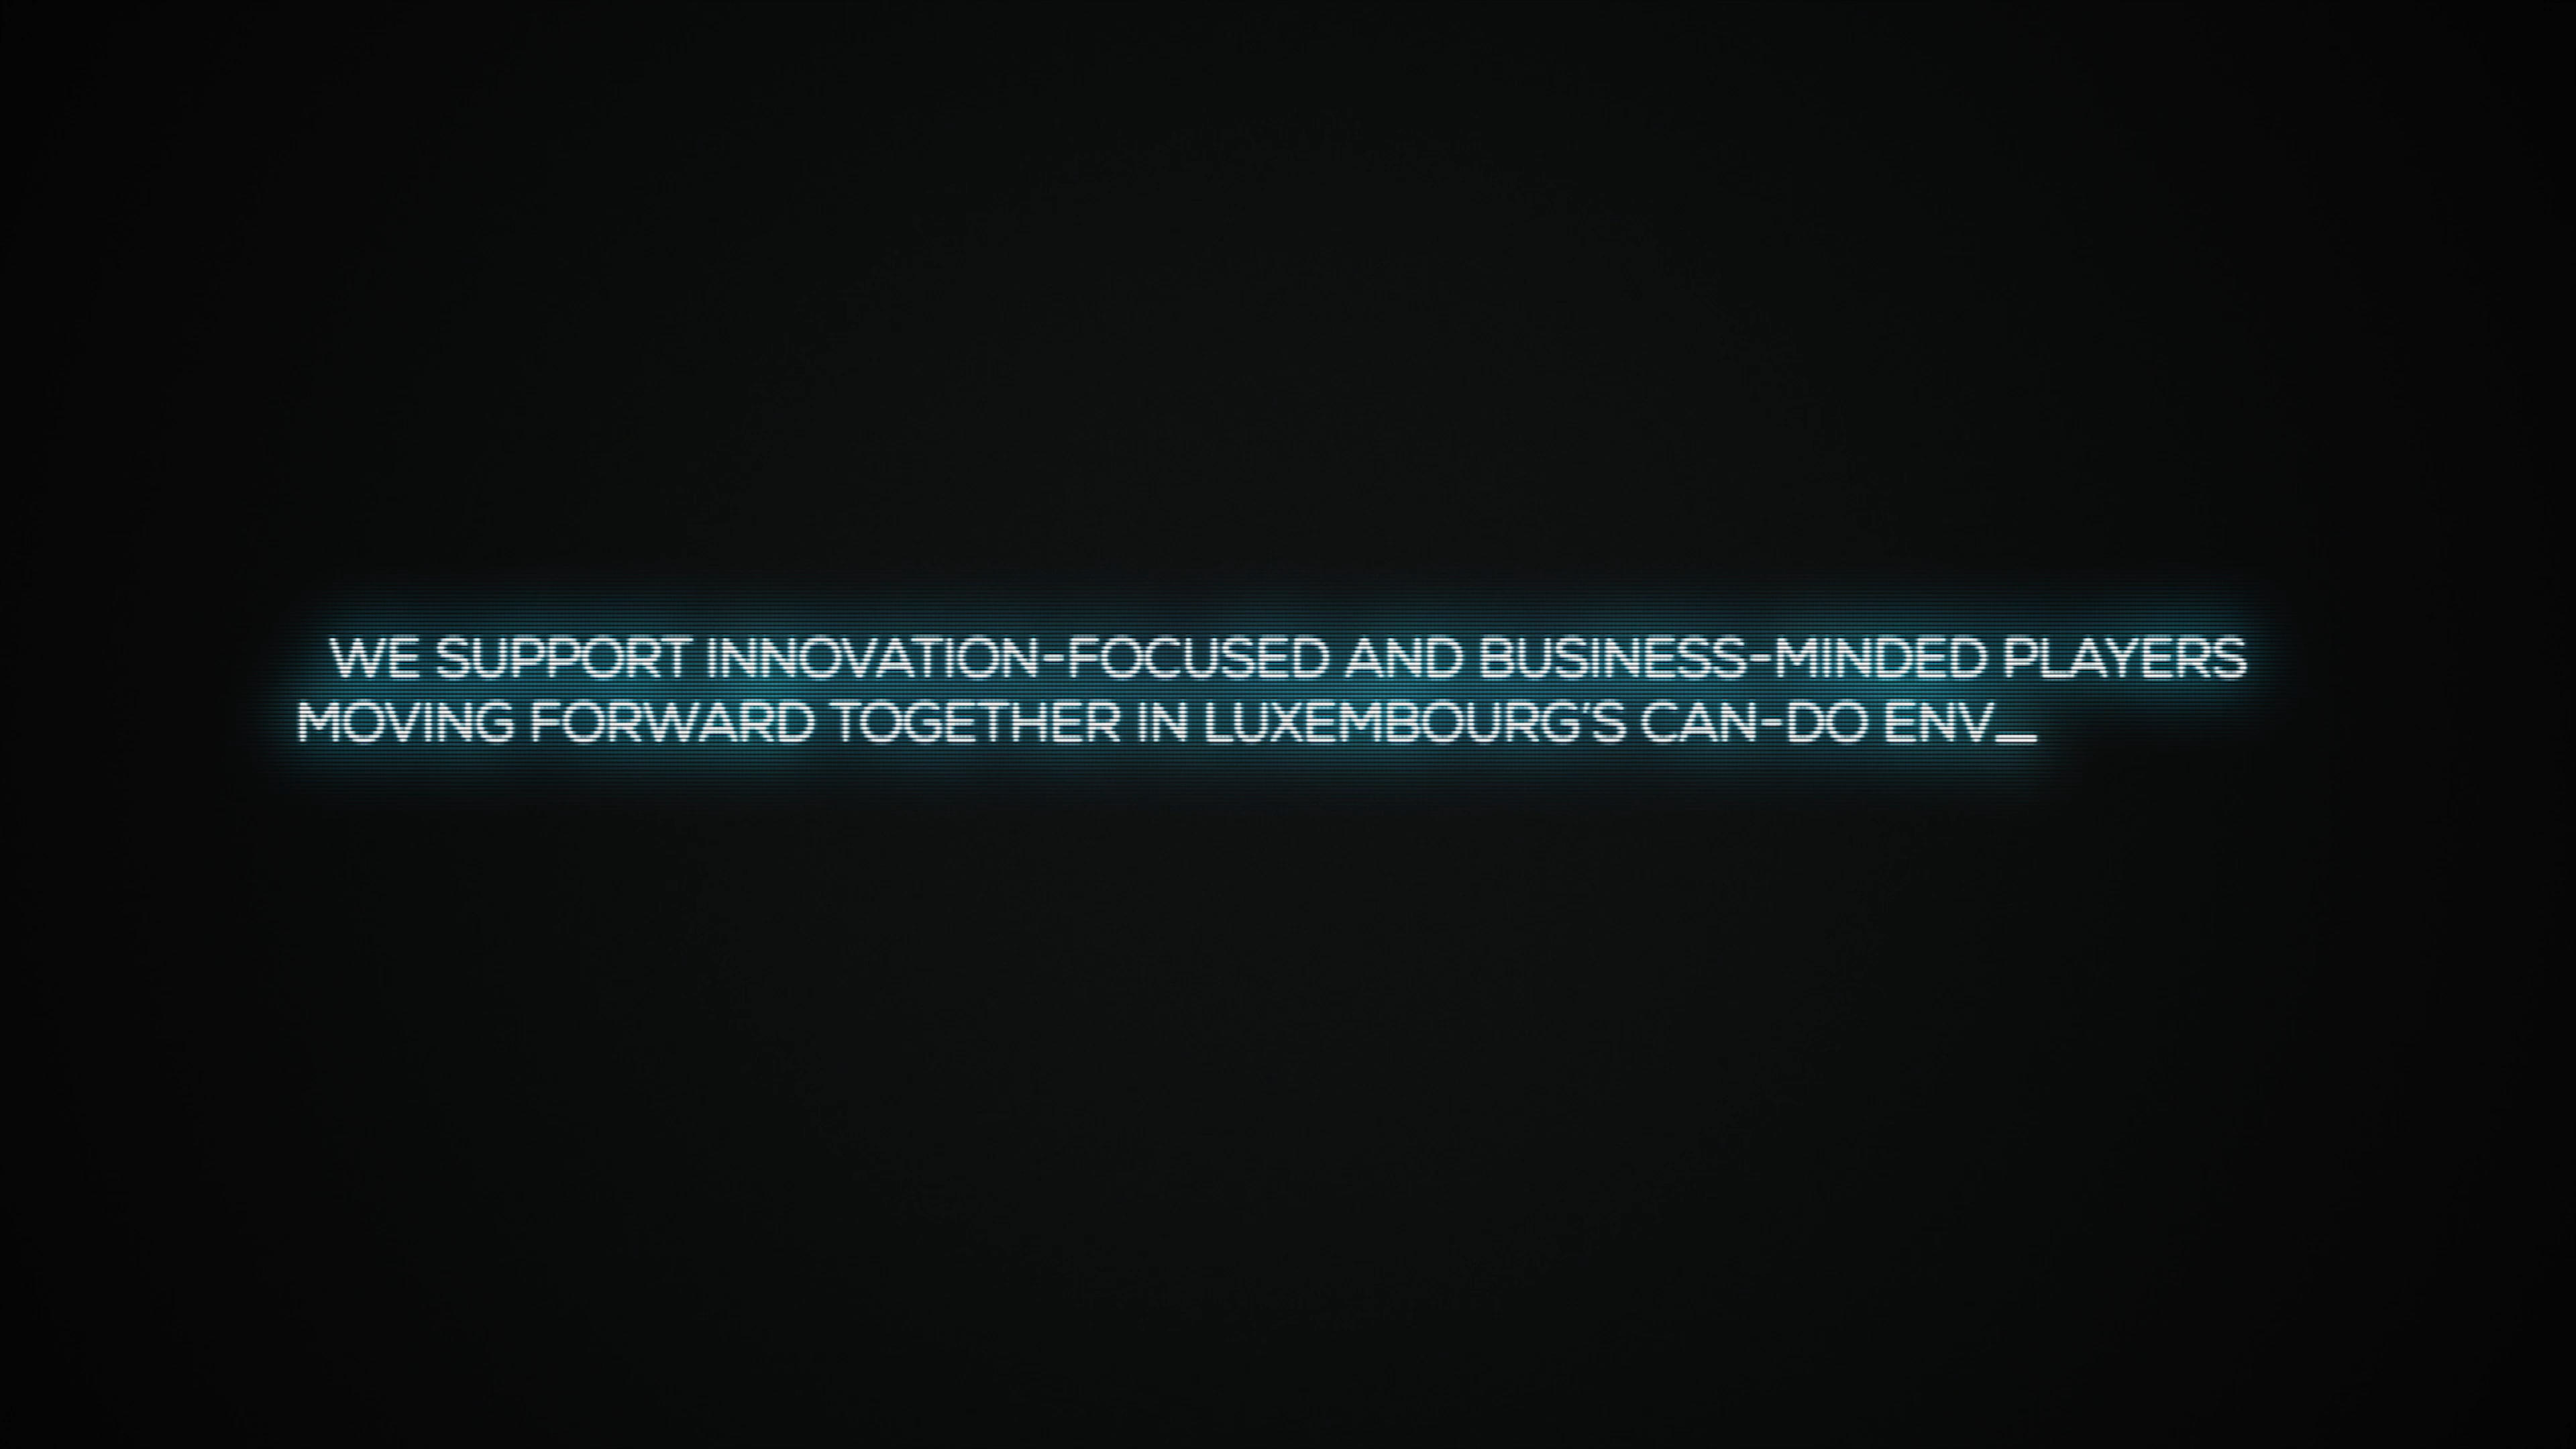 WE SUPPORT INNOVATION-FOCUSED AND BUSINESS-MINDED PLAYERS
MOVING FORWARD TOGETHER IN LUXEMBOURG'S CAN-DO ENV_